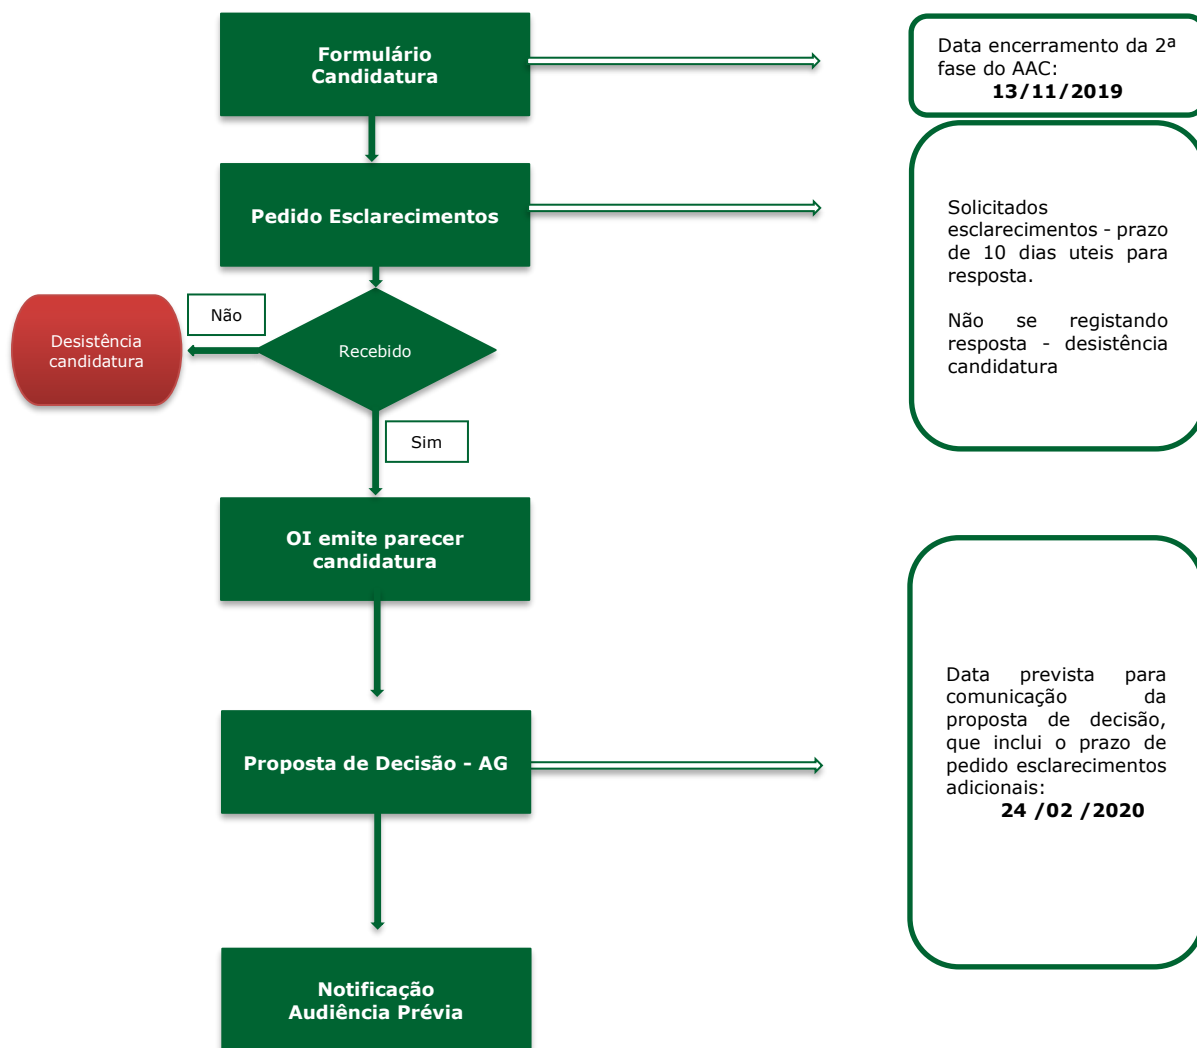 Formulário
Candidatura
Data encerramento da 2ª
fase do AAC:
13/11/2019
Pedido Esclarecimentos
Solicitados
esclarecimentos - prazo
de 10 dias uteis para
resposta.
Não se registando
resposta - desistência
candidatura
Não
Desistência
candidatura
Recebido
Sim
OI emite parecer
candidatura
Proposta de Decisão - AG
Data prevista para
comunicação da
proposta de decisão,
que inclui o prazo de
pedido esclarecimentos
adicionais:
24 /02 /2020
Notificação
Audiência Prévia